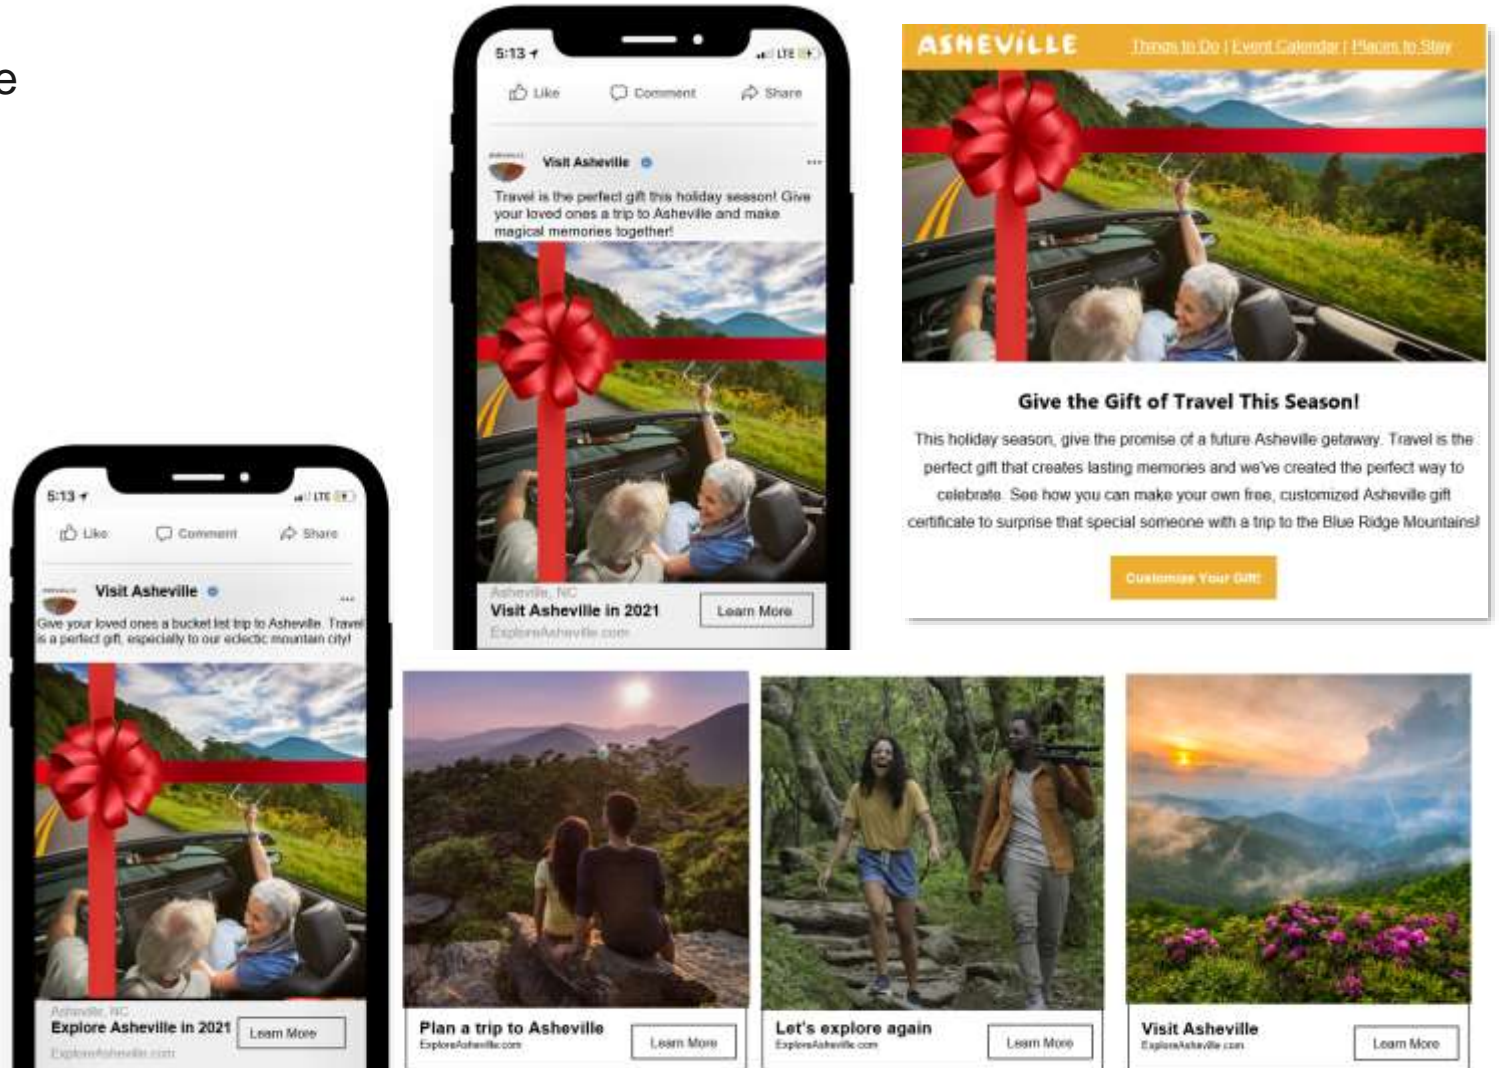 e
5:13
LTE
Like Comment Share
Visit Asheville
Travel is the perfect gift this holiday season! Give
your loved ones a trip to Asheville and make
magical memories together!
Asheville, NC
Visit Asheville in 2021
Learn More
ExploreAsheville.com
ASHEVILLE
Things to Do | Event Calendar | Places to Stay
Give the Gift of Travel This Season!
This holiday season, give the promise of a future Asheville getaway. Travel is the
perfect gift that creates lasting memories and we've created the perfect way to
celebrate. See how you can make your own free, customized Asheville gift
certificate to surprise that special someone with a trip to the Blue Ridge Mountains!
Customize Your Gift!
5:13
LTE
Like Comment Share
Visit Asheville
Give your loved ones a bucket list trip to Asheville. Travel
is a perfect gift, especially to our eclectic mountain city!
Asheville, NC
Explore Asheville in 2021
Learn More
ExploreAsheville.com
Plan a trip to Asheville
ExploreAsheville.com
Learn More
Let's explore again
ExploreAsheville.com
Learn More
Visit Asheville
ExploreAsheville.com
Learn More